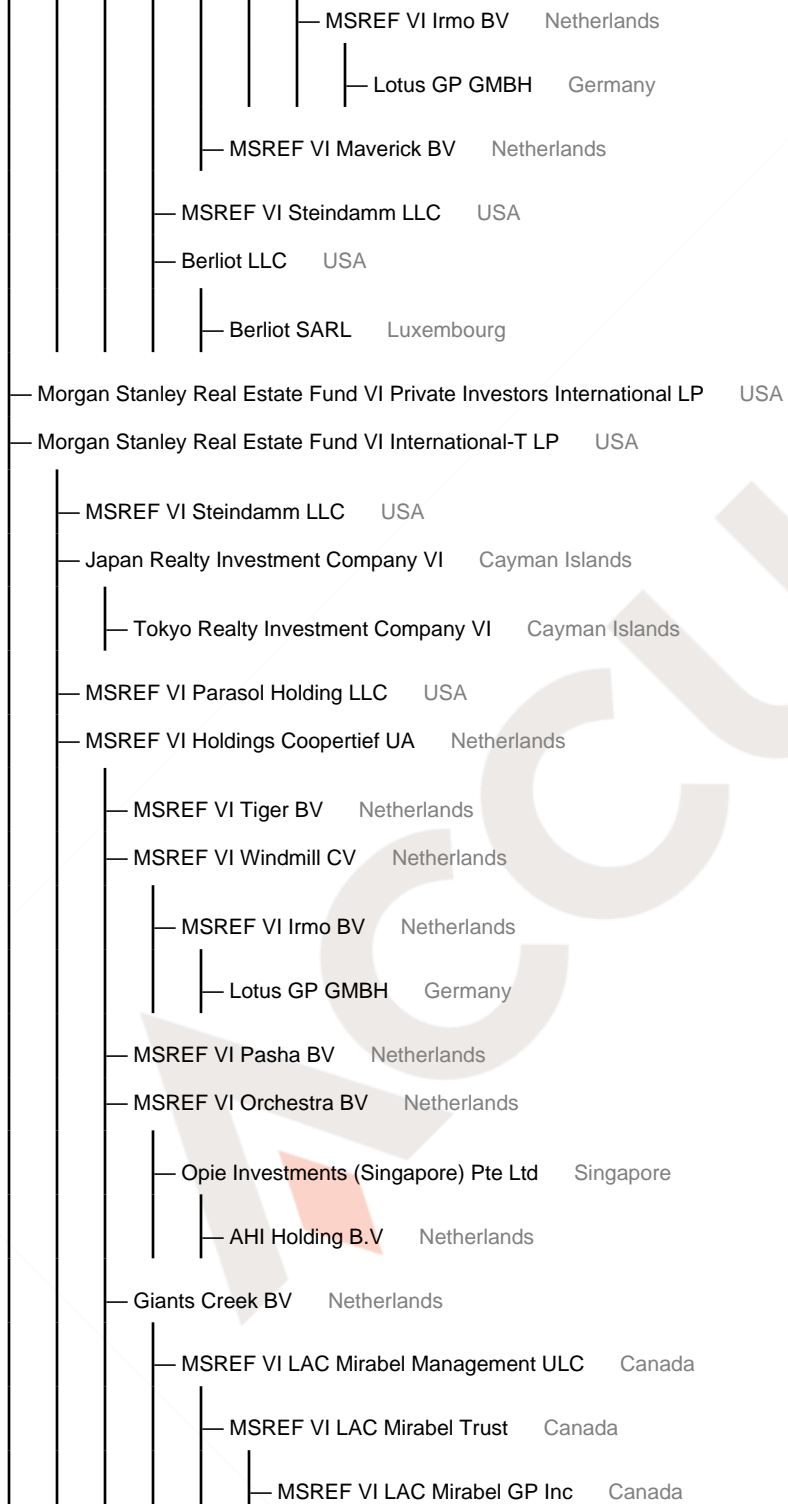 MSREF VI Irmo BV Netherlands
Lotus GP GMBH Germany
MSREF VI Maverick BV Netherlands
MSREF VI Steindamm LLC USA
Berliot LLC USA
Berliot SARL Luxembourg
Morgan Stanley Real Estate Fund VI Private Investors International LP USA
Morgan Stanley Real Estate Fund VI International-T LP USA
MSREF VI Steindamm LLC USA
Japan Realty Investment Company VI Cayman Islands
Tokyo Realty Investment Company VI Cayman Islands
MSREF VI Parasol Holding LLC USA
MSREF VI Holdings Coopertief UA Netherlands
MSREF VI Tiger BV Netherlands
MSREF VI Windmill CV Netherlands
MSREF VI Irmo BV Netherlands
Lotus GP GMBH Germany
MSREF VI Pasha BV Netherlands
MSREF VI Orchestra BV Netherlands
Opie Investments (Singapore) Pte Ltd Singapore
AHI Holding B.V Netherlands
Giants Creek BV Netherlands
MSREF VI LAC Mirabel Management ULC Canada
MSREF VI LAC Mirabel Trust Canada
MSREF VI LAC Mirabel GP Inc Canada